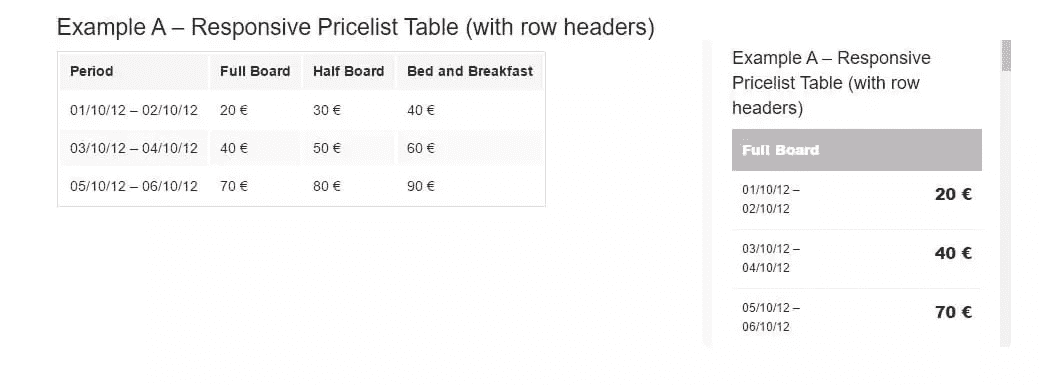 Example A – Responsive Pricelist Table (with row headers)
Period Full Board Half Board Bed and Breakfast
01/10/12 – 02/10/12 20 € 30 € 40 €
03/10/12 – 04/10/12 40 € 50 € 60 €
05/10/12 – 06/10/12 70 € 80 € 90 €
Example A – Responsive
Pricelist Table (with row
headers)
Full Board
01/10/12 –
02/10/12 20 €
03/10/12 –
04/10/12 40 €
05/10/12 –
06/10/12 70 €